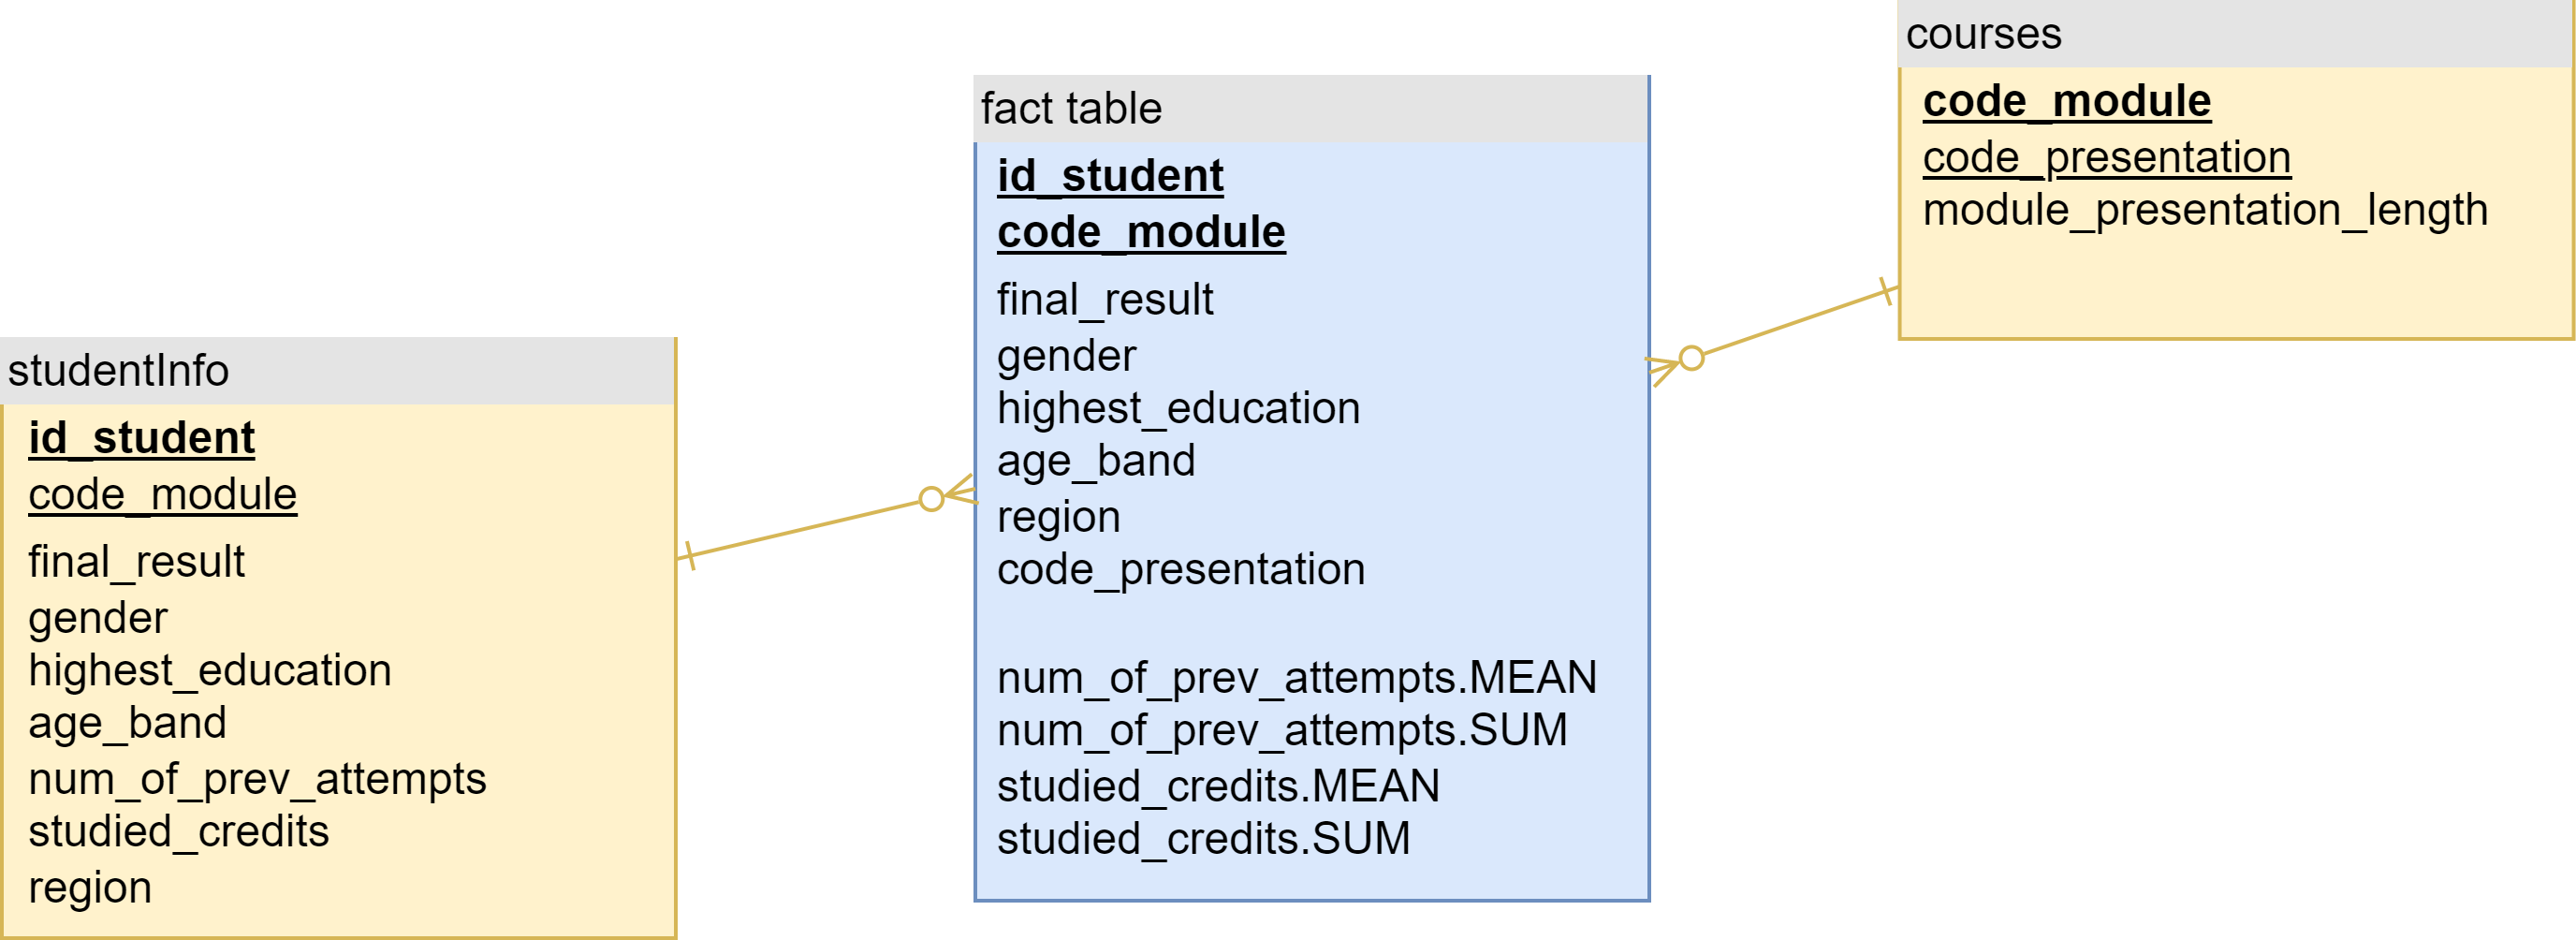 studentInfo
id_student
code_module
final_result
gender
highest_education
age_band
num_of_prev_attempts
studied_credits
region
fact table
id_student
code_module
final_result
gender
highest_education
age_band
region
code_presentation
num_of_prev_attempts.MEAN
num_of_prev_attempts.SUM
studied_credits.MEAN
studied_credits.SUM
courses
code_module
code_presentation
module_presentation_length